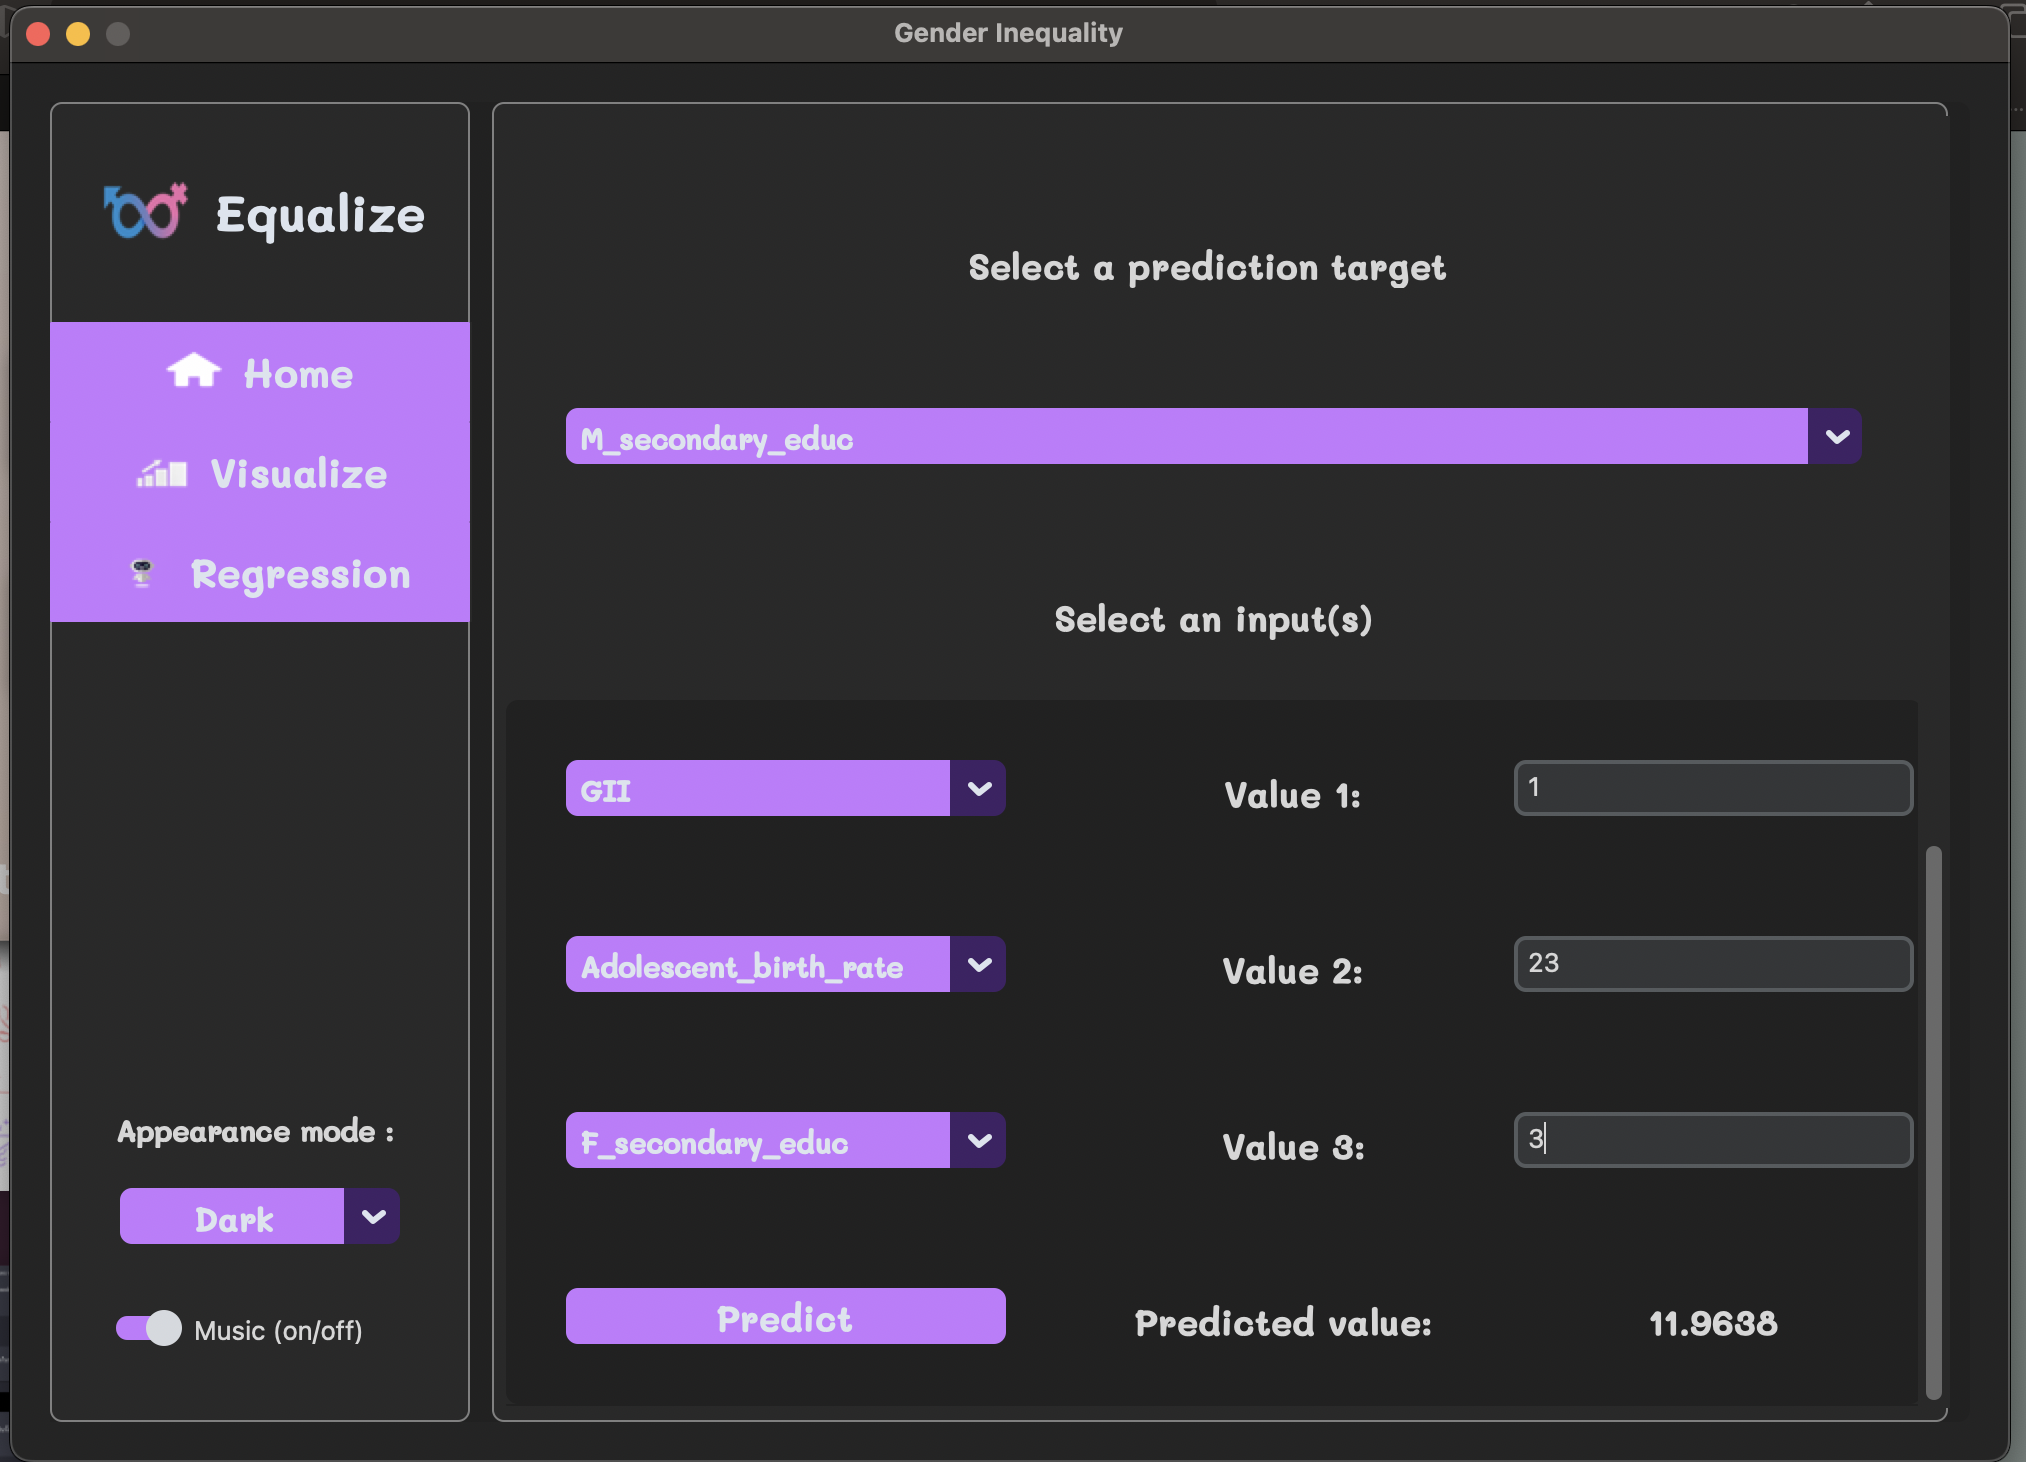 Gender Inequality
Equalize
Home
Visualize
Regression
Appearance mode :
Dark
Music (on/off)
Select a prediction target
M_secondary_educ
Select an input(s)
GII
Value 1:
1
Adolescent_birth_rate
Value 2:
23
F_secondary_educ
Value 3:
3
Predict
Predicted value:
11.9638